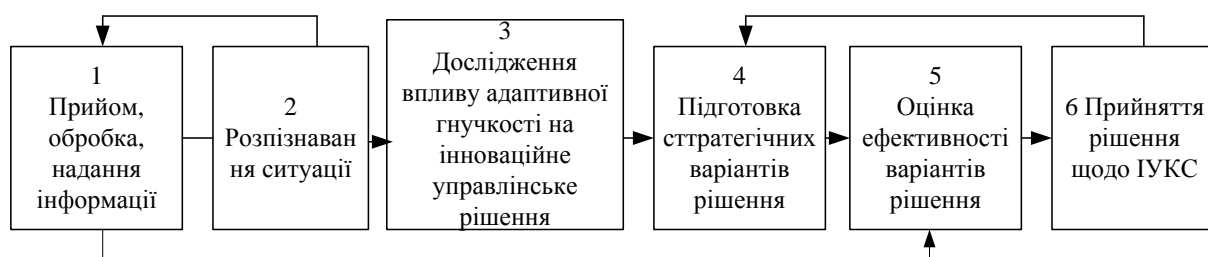 1
Прийом,
обробка,
надання
інформації
2
Розпізнаван
ня ситуації
3
Дослідження
впливу адаптивної
гнучкості на
інноваційне
управлінське
рішення
4
Підготовка
сттратегічних
варіантів
рішення
5
Оцінка
ефективності
варіантів
рішення
6 Прийняття
рішення
щодо ІУКС